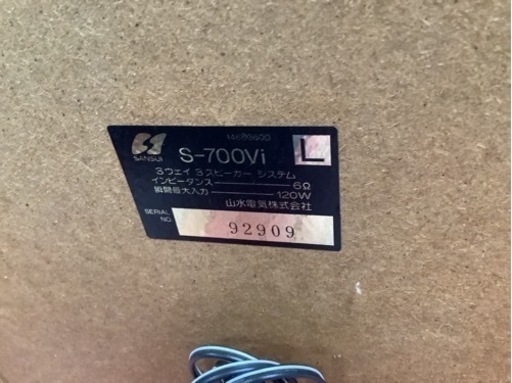 SANSUI
S-700Vi
L
3ウェイ 3スピーカー システム
インピーダンス 6Ω
瞬間最大入力 120W
山水電気株式会社
SERIAL NO. 92909